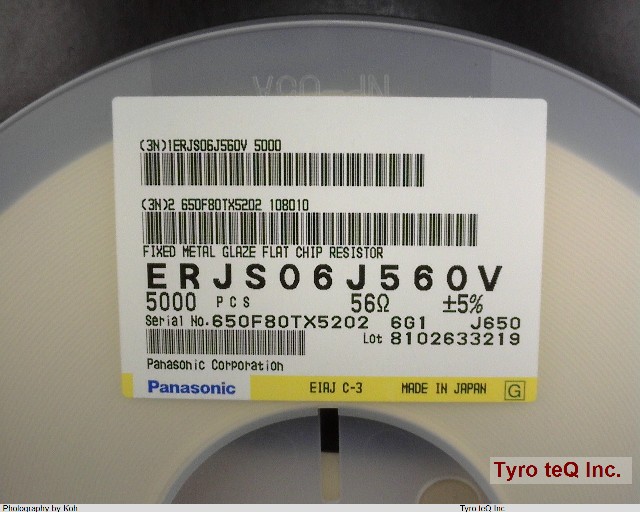 (3N)1ERJS06J560V 5000
(3N)2 650F80TX5202 108010
FIXED METAL GLAZE FLAT CHIP RESISTOR
ERJS06J560V
5000 PCS 56Ω ±5%
Serial No.650F80TX5202 6G1 J650
Lot 8102633219
Panasonic Corporation
Panasonic EIAJ C-3 MADE IN JAPAN G
Tyro teQ Inc.
Photography by Koh Tyro teQ Inc